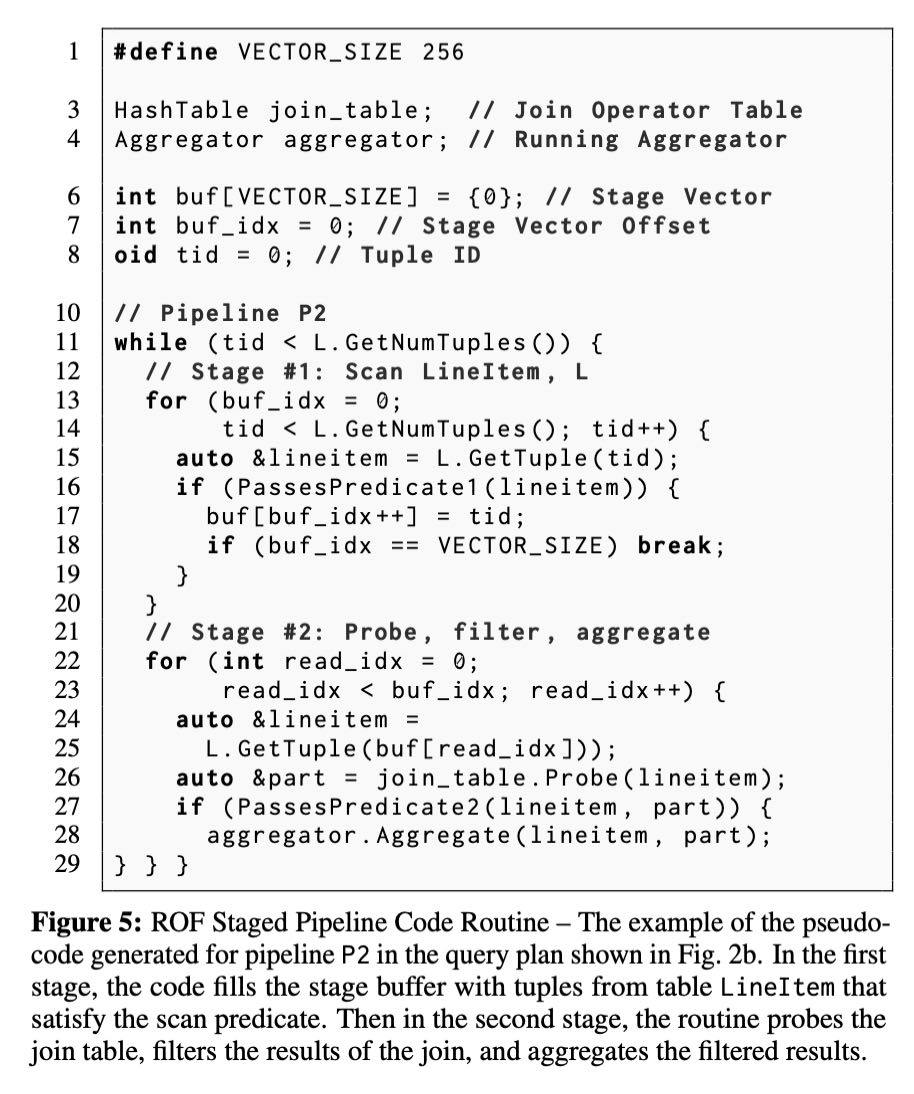 1 #define VECTOR_SIZE 256
3 HashTable join_table; // Join Operator Table
4 Aggregator aggregator; // Running Aggregator
6 int buf[VECTOR_SIZE] = {0}; // Stage Vector
7 int buf_idx = 0; // Stage Vector Offset
8 oid tid = 0; // Tuple ID
10 // Pipeline P2
11 while (tid < L.GetNumTuples()) {
12 // Stage #1: Scan LineItem, L
13 for (buf_idx = 0;
14 tid < L.GetNumTuples(); tid++) {
15 auto &lineitem = L.GetTuple(tid);
16 if (PassesPredicate1(lineitem)) {
17 buf[buf_idx++] = tid;
18 if (buf_idx == VECTOR_SIZE) break;
19 }
20 }
21 // Stage #2: Probe, filter, aggregate
22 for (int read_idx = 0;
23 read_idx < buf_idx; read_idx++) {
24 auto &lineitem =
25 L.GetTuple(buf[read_idx]));
26 auto &part = join_table.Probe(lineitem);
27 if (PassesPredicate2(lineitem, part)) {
28 aggregator.Aggregate(lineitem, part);
29 } } }
Figure 5: ROF Staged Pipeline Code Routine – The example of the pseudo-
code generated for pipeline P2 in the query plan shown in Fig. 2b. In the first
stage, the code fills the stage buffer with tuples from table LineItem that
satisfy the scan predicate. Then in the second stage, the routine probes the
join table, filters the results of the join, and aggregates the filtered results.